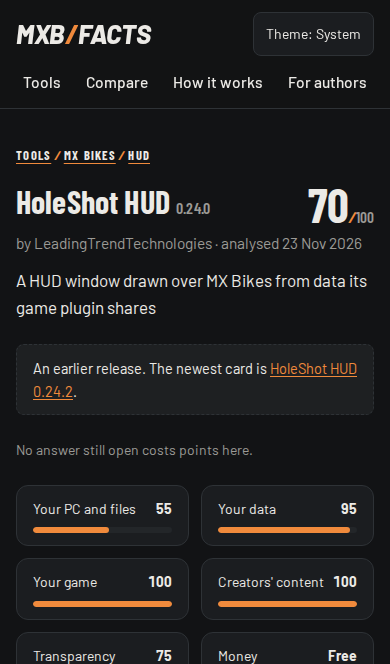 MXB/FACTS
Theme: System
Tools Compare How it works For authors
TOOLS / MX BIKES / HUD
HoleShot HUD 0.24.0
70/100
by LeadingTrendTechnologies · analysed 23 Nov 2026
A HUD window drawn over MX Bikes from data its
game plugin shares
An earlier release. The newest card is HoleShot HUD
0.24.2.
No answer still open costs points here.
Your PC and files 55
Your data 95
Your game 100
Creators' content 100
Transparency 75
Money Free